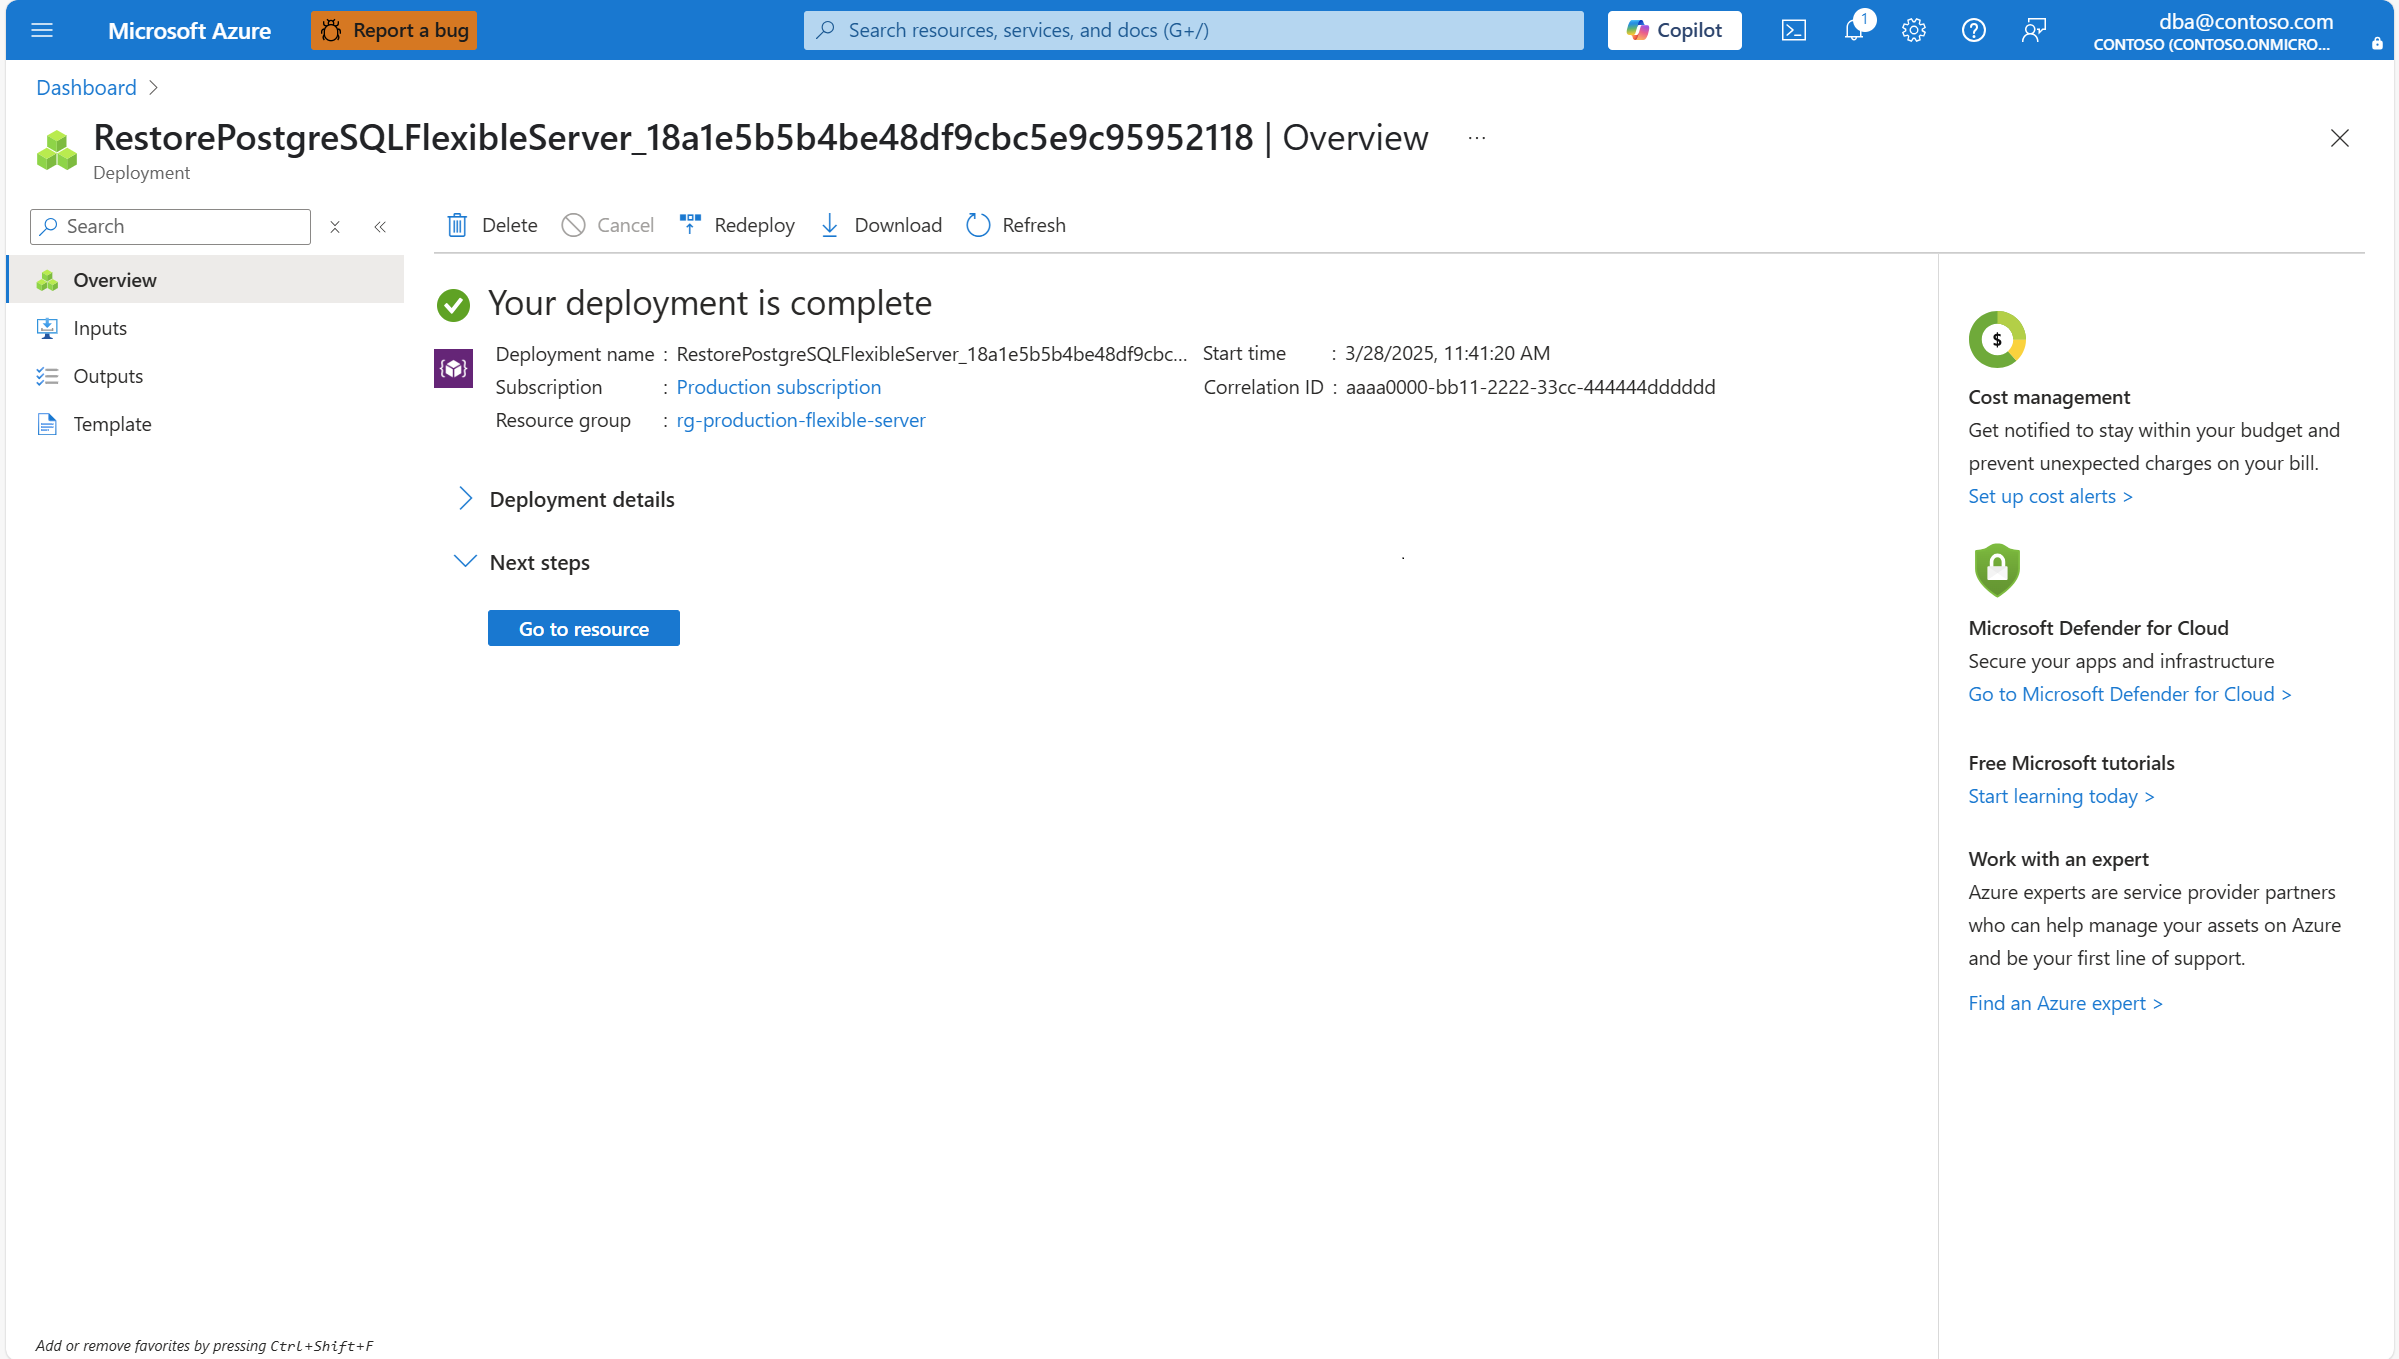 Microsoft Azure
Report a bug
Search resources, services, and docs (G+/)
Copilot
1
dba@contoso.com
CONTOSO (CONTOSO.ONMICRO...
Dashboard
RestorePostgreSQLFlexibleServer_18a1e5b5b4be48df9cbc5e9c95952118 | Overview ...
Deployment
Search
Delete
Cancel
Redeploy
Download
Refresh
Overview
Inputs
Outputs
Template
Your deployment is complete
Deployment name : RestorePostgreSQLFlexibleServer_18a1e5b5b4be48df9cbc...
Subscription : Production subscription
Resource group : rg-production-flexible-server
Start time : 3/28/2025, 11:41:20 AM
Correlation ID : aaaa0000-bb11-2222-33cc-444444dddddd
Deployment details
Next steps
Go to resource
$
Cost management
Get notified to stay within your budget and
prevent unexpected charges on your bill.
Set up cost alerts >
Microsoft Defender for Cloud
Secure your apps and infrastructure
Go to Microsoft Defender for Cloud >
Free Microsoft tutorials
Start learning today >
Work with an expert
Azure experts are service provider partners
who can help manage your assets on Azure
and be your first line of support.
Find an Azure expert >
Add or remove favorites by pressing Ctrl+Shift+F